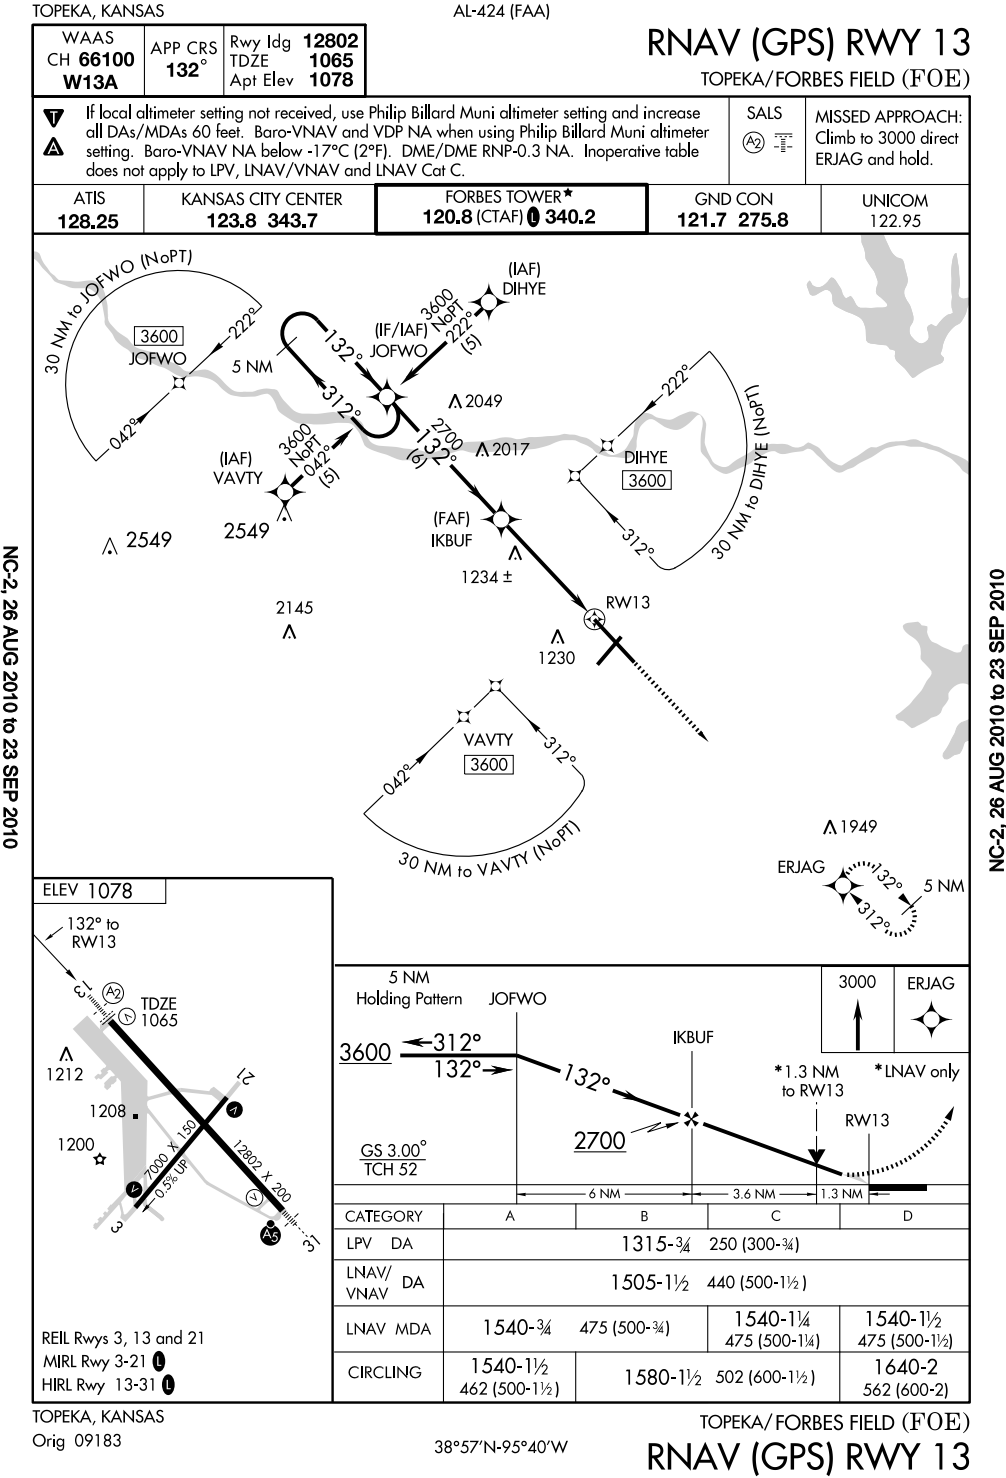 TOPEKA, KANSAS
AL-424 (FAA)
WAAS
CH 66100
W13A
APP CRS
132°
Rwy ldg 12802
TDZE 1065
Apt Elev 1078
RNAV (GPS) RWY 13
TOPEKA/FORBES FIELD (FOE)
T
A
If local altimeter setting not received, use Philip Billard Muni altimeter setting and increase
all DAs/MDAs 60 feet. Baro-VNAV and VDP NA when using Philip Billard Muni altimeter
setting. Baro-VNAV NA below -17°C (2°F). DME/DME RNP-0.3 NA. Inoperative table
does not apply to LPV, LNAV/VNAV and LNAV Cat C.
SALS
A2
MISSED APPROACH:
Climb to 3000 direct
ERJAG and hold.
ATIS
128.25
KANSAS CITY CENTER
123.8 343.7
FORBES TOWER★
120.8 (CTAF) L 340.2
GND CON
121.7 275.8
UNICOM
122.95
30 NM to JOFWO (NoPT)
3600
JOFWO
222°
042°
5 NM
132°
312°
(IF/IAF)
JOFWO
3600
NoPT
222°
(5)
(IAF)
DIHYE
2049
2017
2700
132°
(6)
(IAF)
VAVTY
3600
NoPT
042°
(5)
2549
2549
(FAF)
IKBUF
1234 ±
222°
DIHYE
3600
312°
30 NM to DIHYE (NoPT)
2145
RW13
1230
VAVTY
3600
042°
312°
30 NM to VAVTY (NoPT)
1949
ERJAG
132°
312°
5 NM
NC-2, 26 AUG 2010 to 23 SEP 2010
NC-2, 26 AUG 2010 to 23 SEP 2010
ELEV 1078
132° to
RW13
13
A2
V
TDZE
1065
1212
1208
1200
21
V
7000 X 150
0.5% UP
12802 X 200
V
V
3
A5
31
REIL Rwys 3, 13 and 21
MIRL Rwy 3-21 L
HIRL Rwy 13-31 L
5 NM
Holding Pattern
JOFWO
3600
312°
132°
132°
IKBUF
2700
GS 3.00°
TCH 52
3000
ERJAG
*1.3 NM
to RW13
*LNAV only
RW13
6 NM
3.6 NM
1.3 NM
CATEGORY A B C D
LPV DA 1315-¾ 250 (300-¾)
LNAV/
VNAV DA 1505-1½ 440 (500-1½)
LNAV MDA 1540-¾ 475 (500-¾) 1540-1¼ 475 (500-1¼) 1540-1½ 475 (500-1½)
CIRCLING 1540-1½ 462 (500-1½) 1580-1½ 502 (600-1½) 1640-2 562 (600-2)
TOPEKA, KANSAS
Orig 09183
38°57'N-95°40'W
TOPEKA/FORBES FIELD (FOE)
RNAV (GPS) RWY 13